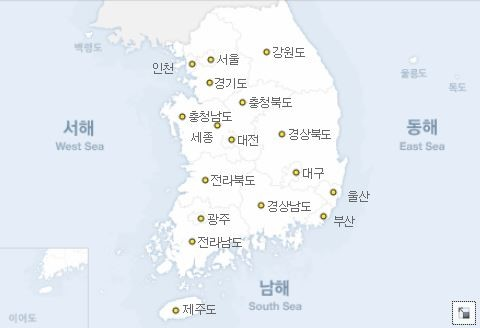 강원도
백령도
서울
인천
울릉도
경기도
독도
충청북도
충청남도
서해
West Sea
동해
East Sea
세종
대전
경상북도
대구
전라북도
울산
경상남도
부산
광주
전라남도
남해
South Sea
제주도
이어도